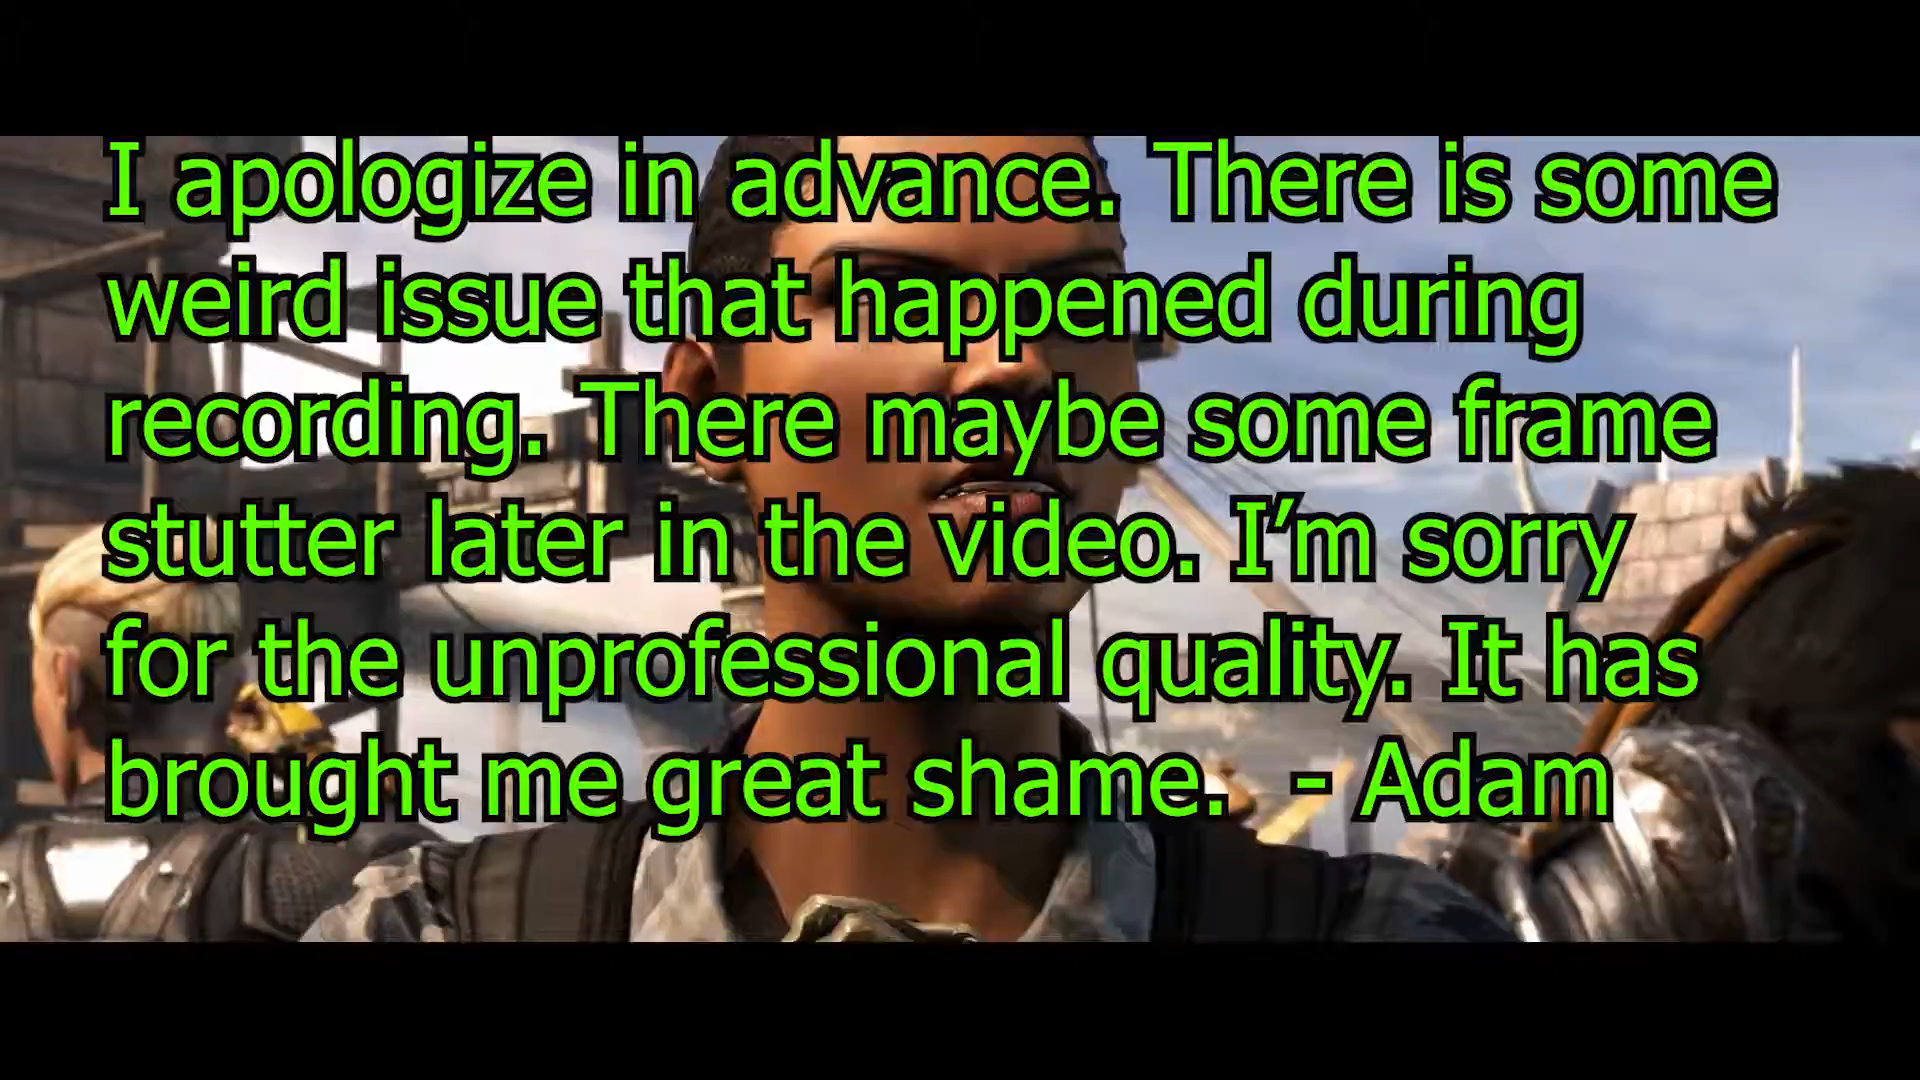 I apologize in advance. There is some
weird issue that happened during
recording. There maybe some frame
stutter later in the video. I’m sorry
for the unprofessional quality. It has
brought me great shame. - Adam